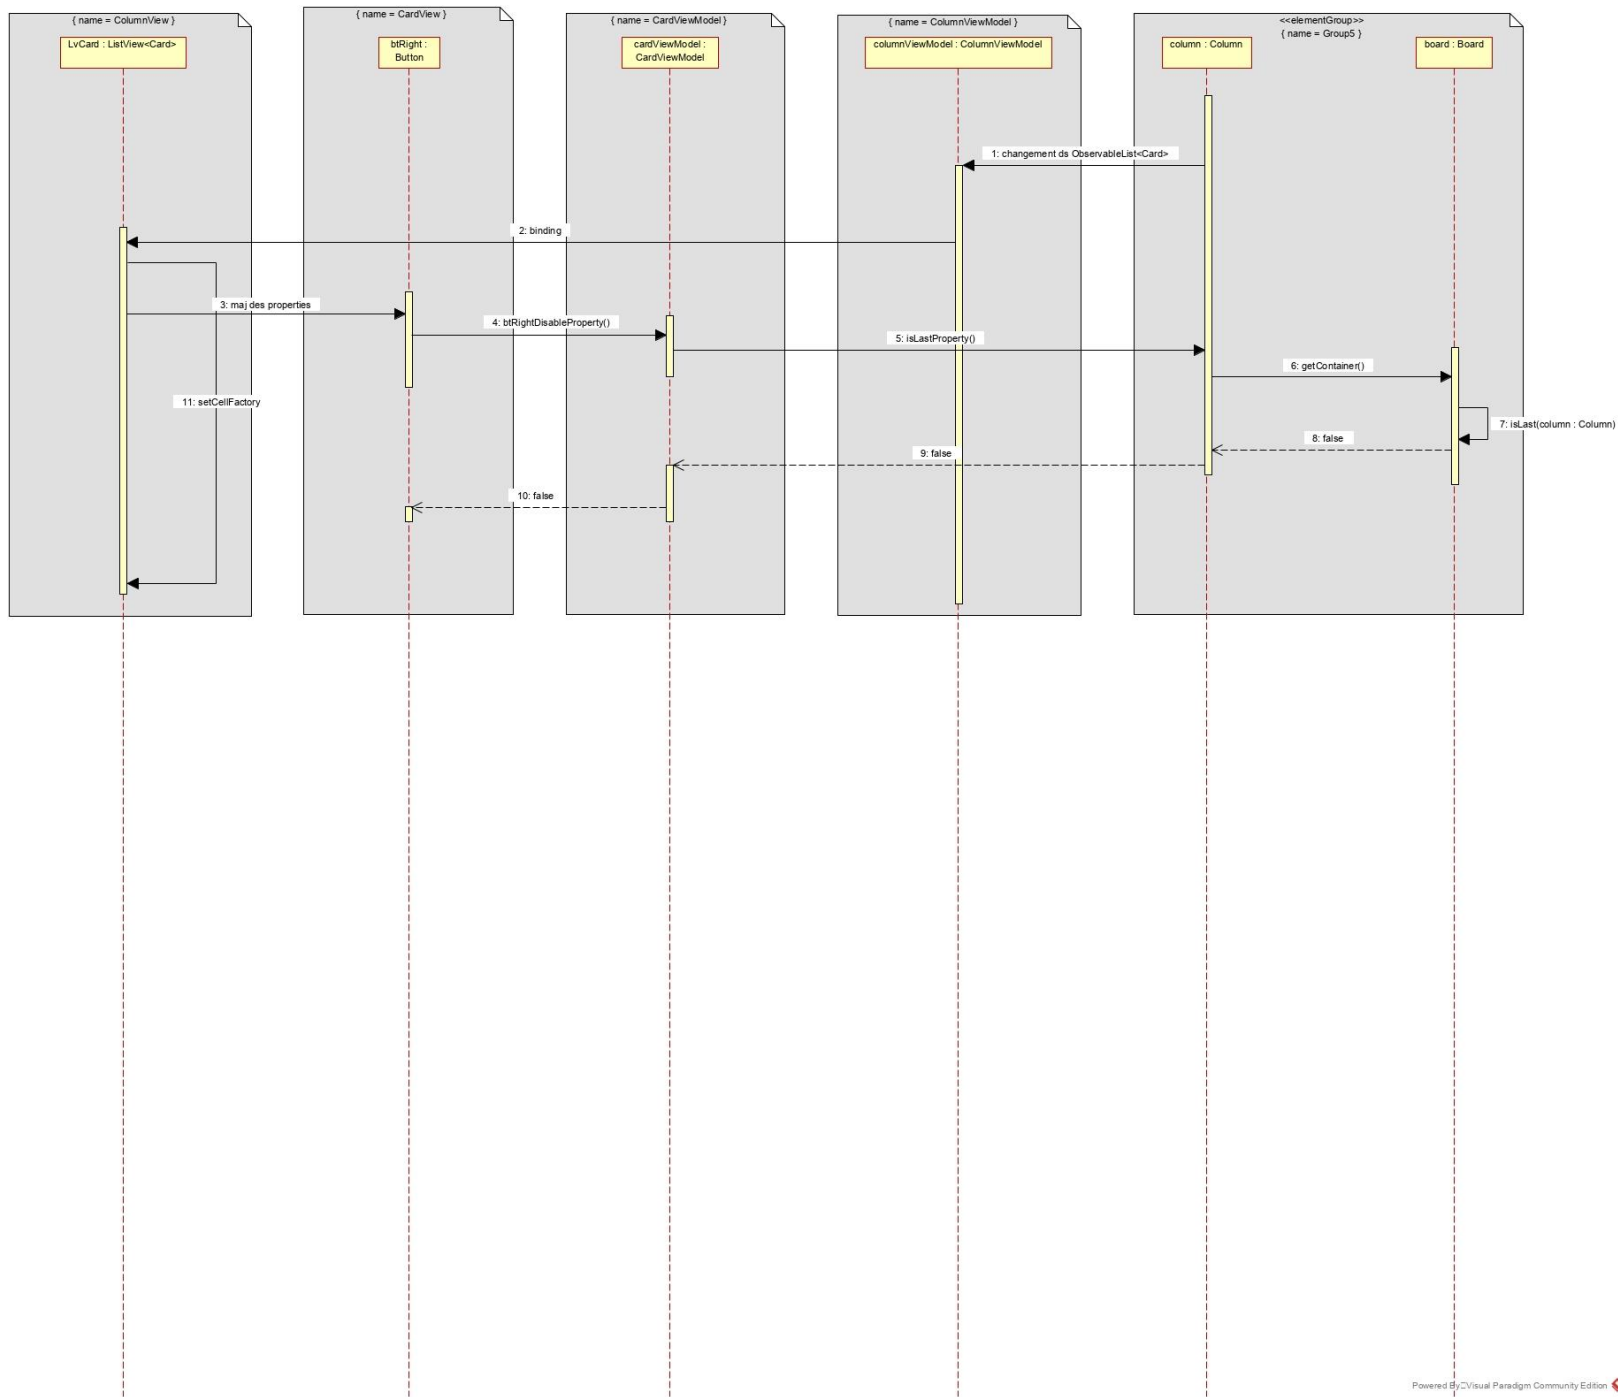 { name = ColumnView }
{ name = CardView }
{ name = CardViewModel }
{ name = ColumnViewModel }
<<elementGroup>>
{ name = Group5 }
LvCard : ListView<Card>
btRight :
Button
cardViewModel :
CardViewModel
columnViewModel : ColumnViewModel
column : Column
board : Board
1: changement ds ObservableList<Card>
2: binding
3: maj des properties
4: btRightDisableProperty()
5: isLastProperty()
6: getContainer()
11: setCellFactory
7: isLast(column : Column)
8: false
9: false
10: false
Powered By Visual Paradigm Community Edition